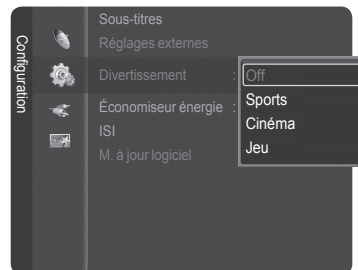 Configuration
Sous-titres
Réglages externes
Divertissement :
Off
Sports
Économiseur énergie :
Cinéma
ISI
Jeu
M. à jour logiciel